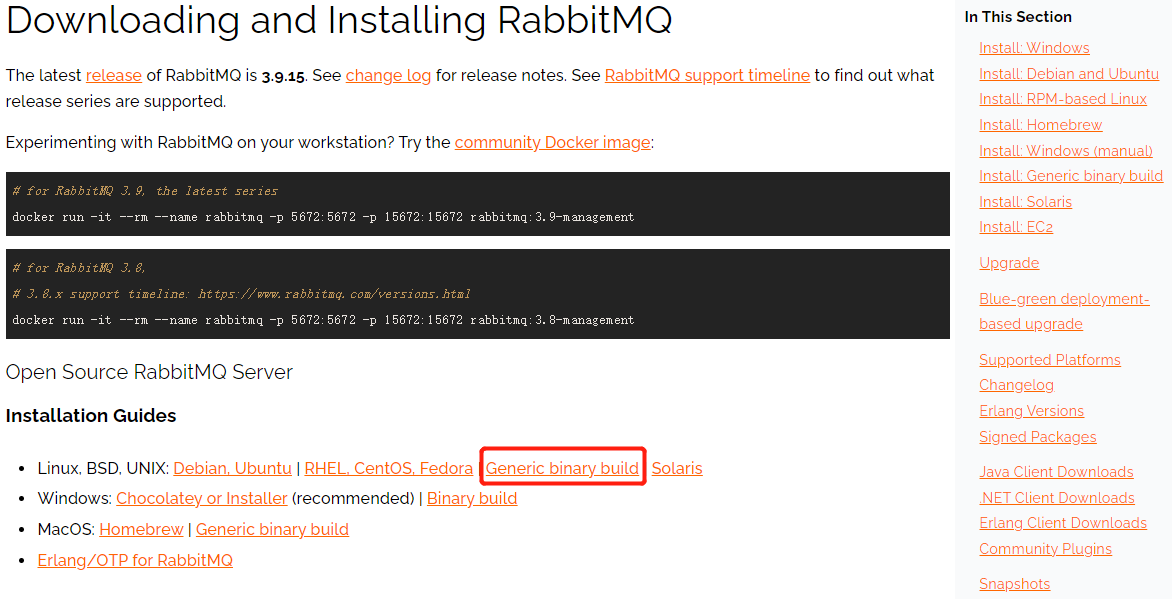 Downloading and Installing RabbitMQ
The latest release of RabbitMQ is 3.9.15. See change log for release notes. See RabbitMQ support timeline to find out what
release series are supported.
Experimenting with RabbitMQ on your workstation? Try the community Docker image:
# for RabbitMQ 3.9, the latest series
docker run -it --rm --name rabbitmq -p 5672:5672 -p 15672:15672 rabbitmq:3.9-management
# for RabbitMQ 3.8,
# 3.8.x support timeline: https://www.rabbitmq.com/versions.html
docker run -it --rm --name rabbitmq -p 5672:5672 -p 15672:15672 rabbitmq:3.8-management
Open Source RabbitMQ Server
Installation Guides
• Linux, BSD, UNIX: Debian, Ubuntu | RHEL, CentOS, Fedora | Generic binary build Solaris
• Windows: Chocolatey or Installer (recommended) | Binary build
• MacOS: Homebrew | Generic binary build
• Erlang/OTP for RabbitMQ
In This Section
Install: Windows
Install: Debian and Ubuntu
Install: RPM-based Linux
Install: Homebrew
Install: Windows (manual)
Install: Generic binary build
Install: Solaris
Install: EC2
Upgrade
Blue-green deployment-
based upgrade
Supported Platforms
Changelog
Erlang Versions
Signed Packages
Java Client Downloads
.NET Client Downloads
Erlang Client Downloads
Community Plugins
Snapshots